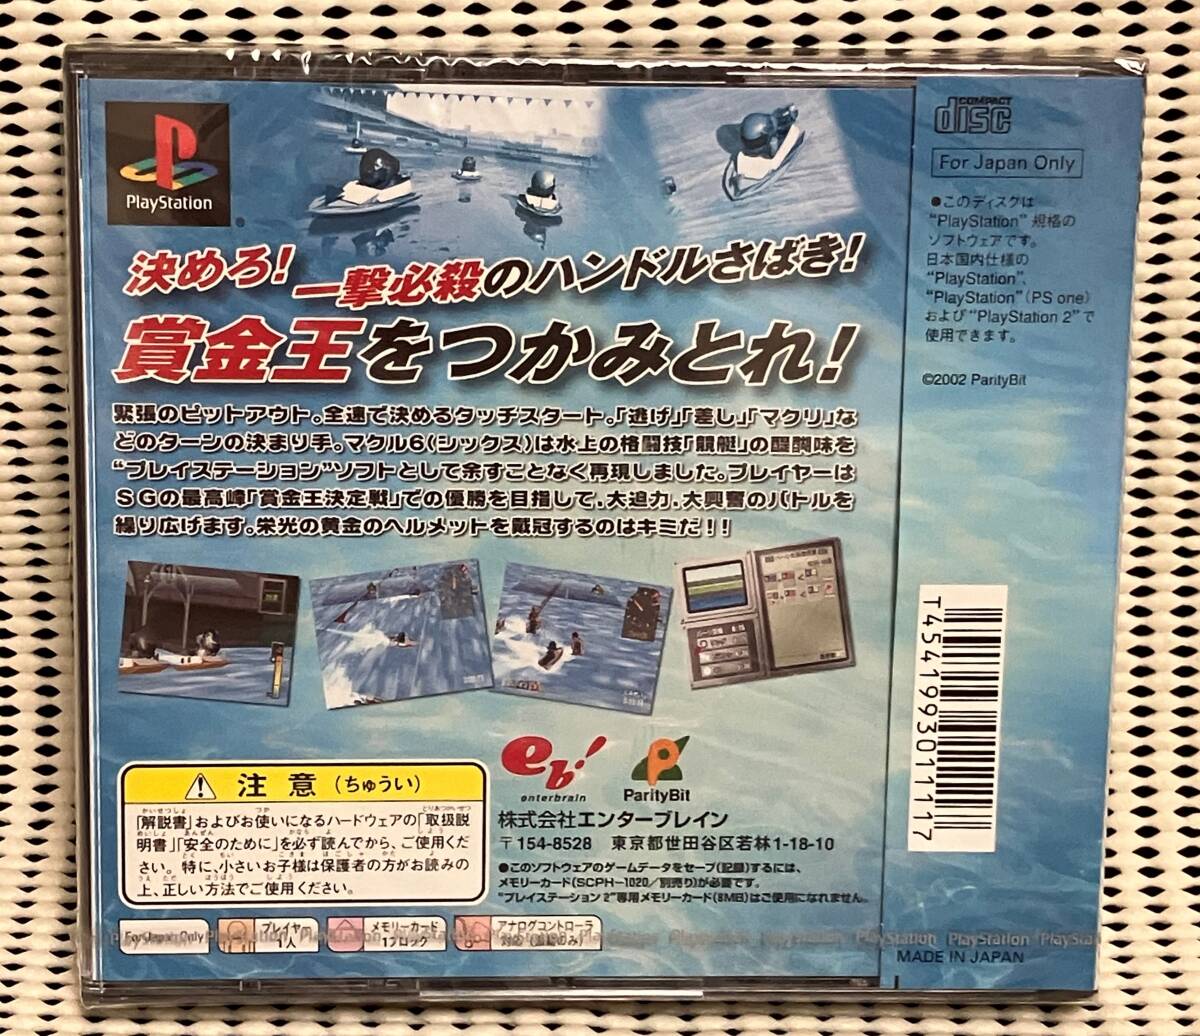 PlayStation
決めろ! 一撃必殺のハンドルさばき!
賞金王をつかみとれ!
緊張のピットアウト。全速で決めるタッチスタート。「逃げ」「差し」「マクリ」な
どのターンの決まり手。マクル6(シックス)は水上の格闘技「競艇」の醍醐味を
“プレイステーション”ソフトとして余すことなく再現しました。プレイヤーは
SGの最高峰「賞金王決定戦」での優勝を目指して、大迫力、大興奮のバトルを
繰り広げます。栄光の黄金のヘルメットを戴冠するのはキミだ!!
注意(ちゅうい)
「解説書」およびお使いになるハードウェアの「取扱説
明書」「安全のために」を必ず読んでから、ご使用くだ
さい。特に、小さいお子様は保護者の方がお読みの
上、正しい方法でご使用ください。
eb!
enterbrain
ParityBit
株式会社エンターブレイン
〒154-8528 東京都世田谷区若林1-18-10
●このソフトウェアのゲームデータをセーブ(記録)するには、
メモリーカード(SCPH-1020/別売り)が必要です。
“プレイステーション 2”専用メモリーカード(8MB)はご使用になれません。
For Japan Only
プレイヤー
1人
メモリーカード
1ブロック
アナログコントローラ
対応(振動のみ)
COMPACT
disc
For Japan Only
●このディスクは
“PlayStation” 規格の
ソフトウェアです。
日本国内仕様の
“PlayStation”、
“PlayStation”(PS one)
および“PlayStation 2”で
使用できます。
©2002 ParityBit
T4541993011117
PlayStation PlayStation PlayStation
MADE IN JAPAN